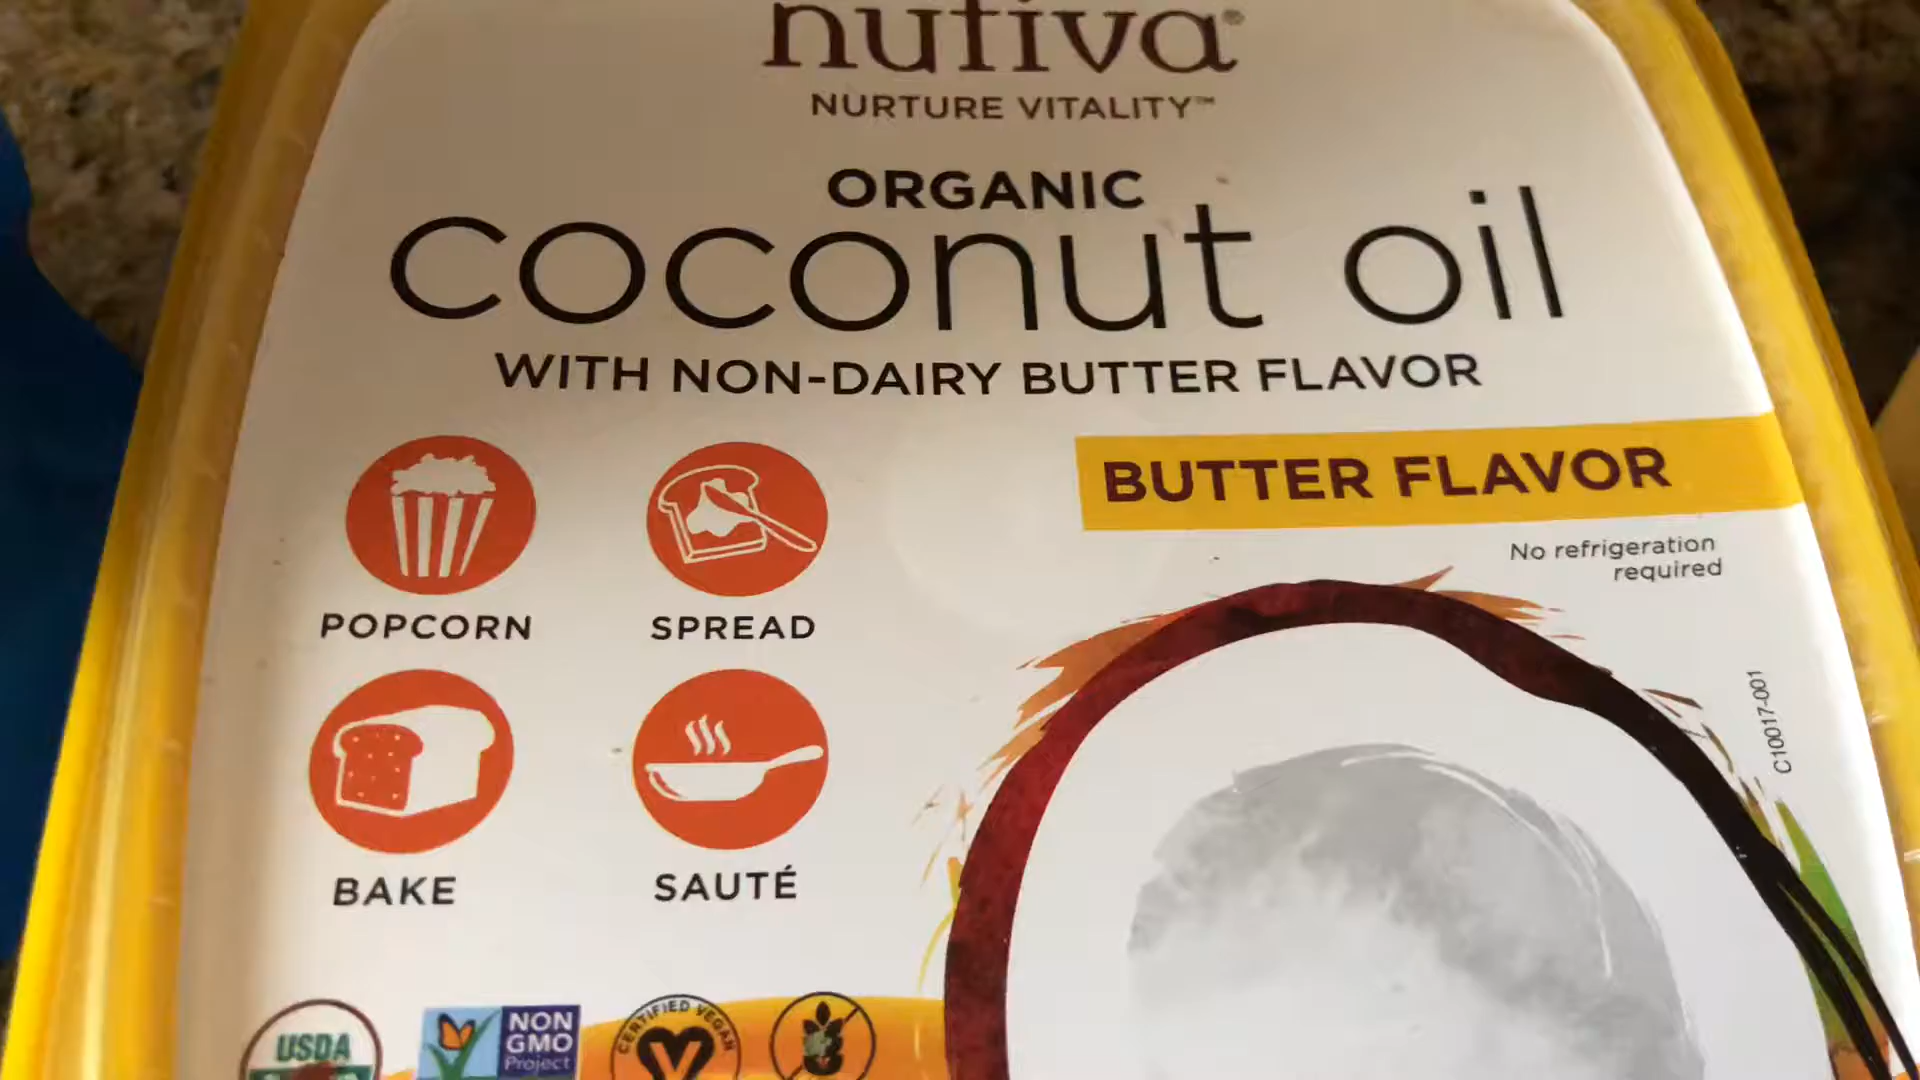 nutiva®
NURTURE VITALITY™
ORGANIC
coconut oil
WITH NON-DAIRY BUTTER FLAVOR
BUTTER FLAVOR
No refrigeration
required
POPCORN
SPREAD
BAKE
SAUTÉ
C10017-001
USDA
NON
GMO
Project
CERTIFIED VEGAN
V